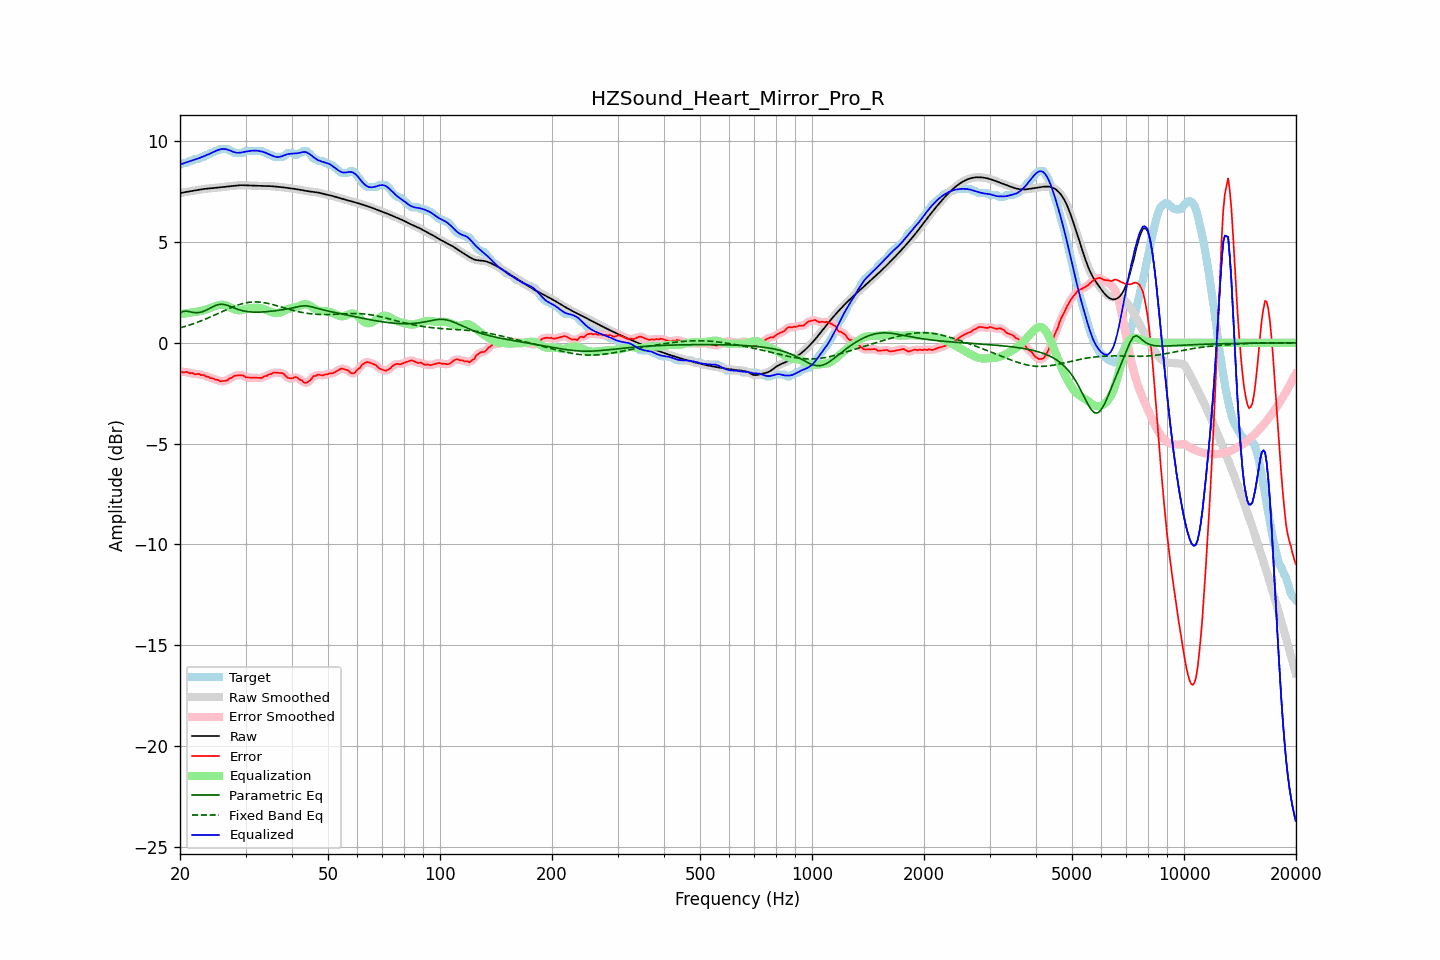 HZSound_Heart_Mirror_Pro_R
Amplitude (dBr)
10
5
0
−5
−10
−15
−20
−25
Target
Raw Smoothed
Error Smoothed
Raw
Error
Equalization
Parametric Eq
Fixed Band Eq
Equalized
20 50 100 200 500 1000 2000 5000 10000 20000
Frequency (Hz)